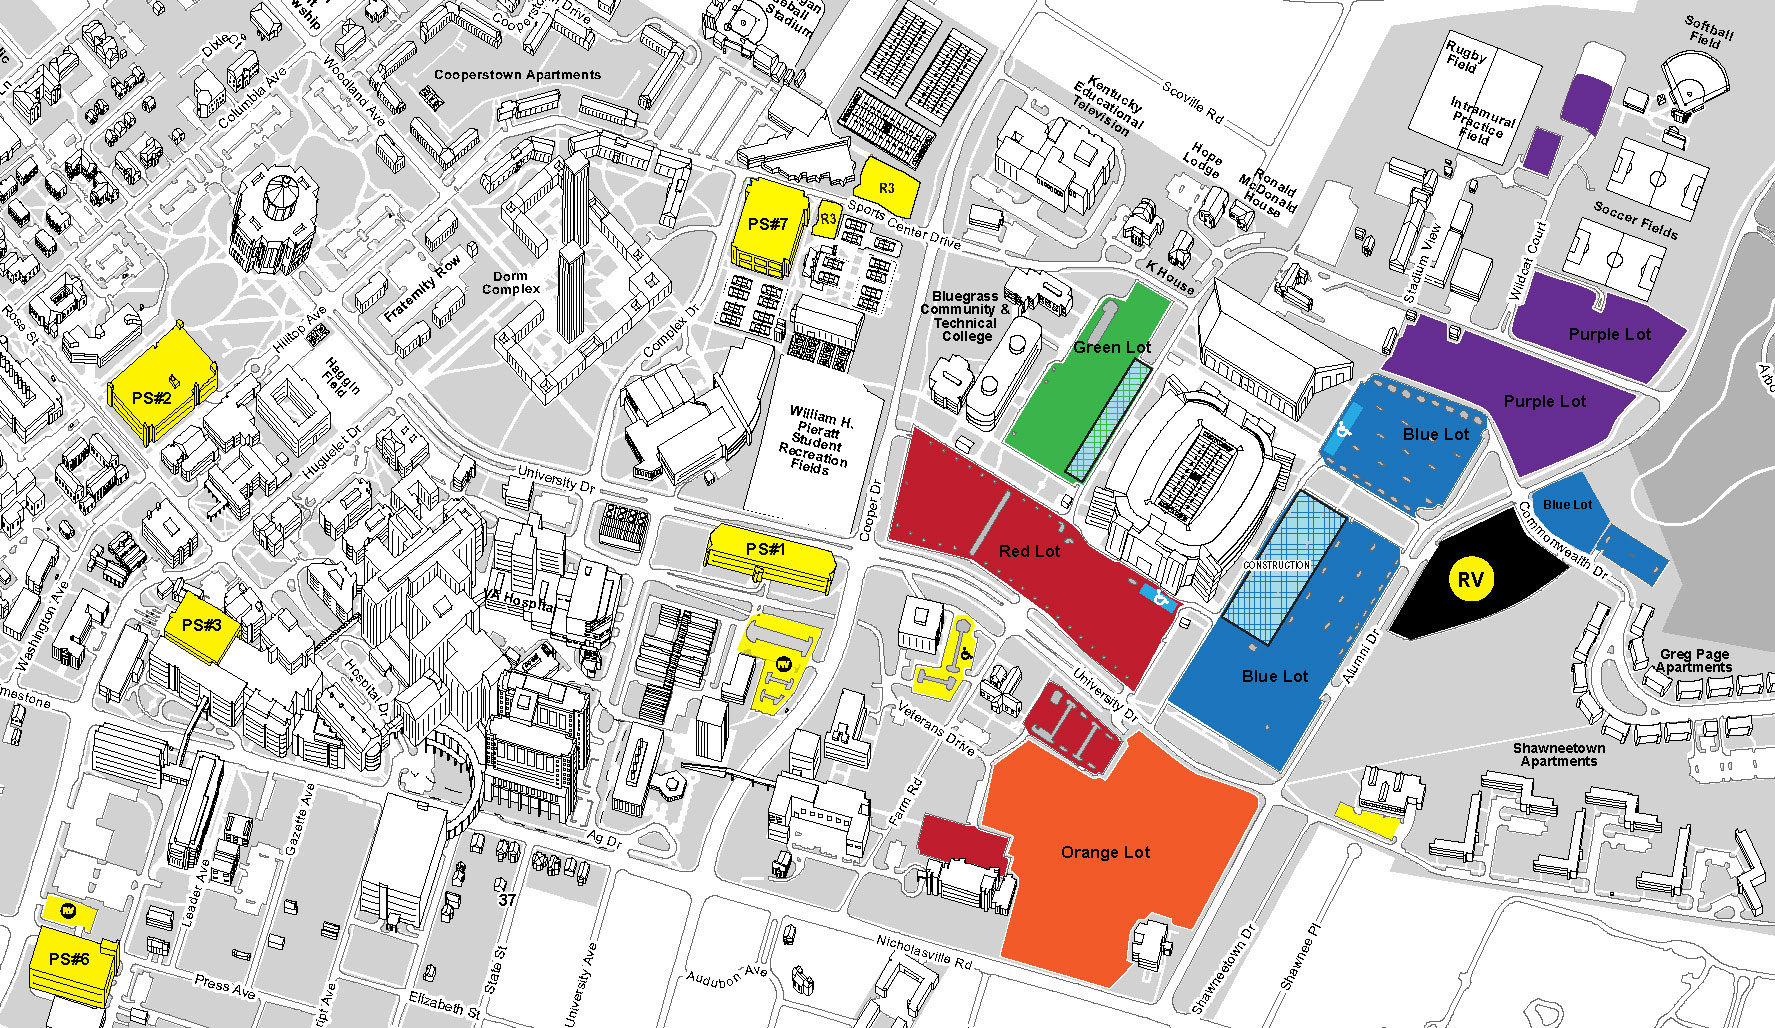 Dixie Dr
Columbia Ave
Woodland Ave
Cooperstown Drive
Cooperstown Apartments
Stadium
Kentucky
Educational
Television
Scoville Rd
Hope
Lodge
Ronald
McDonald
House
Rugby
Field
Intramural
Practice
Field
Softball
Field
Soccer Fields
Wildcat Court
Stadium View
R3
R3
PS#7
Sports Center Drive
K House
Dorm
Complex
Fraternity Row
Complex Dr
Hilltop Ave
Haggin
Field
Rose St
PS#2
Huguelet Dr
University Dr
Bluegrass
Community &
Technical
College
Green Lot
Purple Lot
Purple Lot
Blue Lot
Blue Lot
William H.
Pieratt
Student
Recreation
Fields
Cooper Dr
PS#1
Red Lot
CONSTRUCTION
RV
Commonwealth Dr
Blue Lot
Alumni Dr
VA Hospital
Washington Ave
PS#3
Hospital Dr
RV
University Dr
Veterans Drive
Farm Rd
Orange Lot
Greg Page
Apartments
Shawneetown
Apartments
Ag Dr
Gazette Ave
Leader Ave
37
RV
PS#6
Press Ave
State St
Elizabeth St
University Ave
Audubon Ave
Nicholasville Rd
Shawneetown Dr
Shawnee Pl